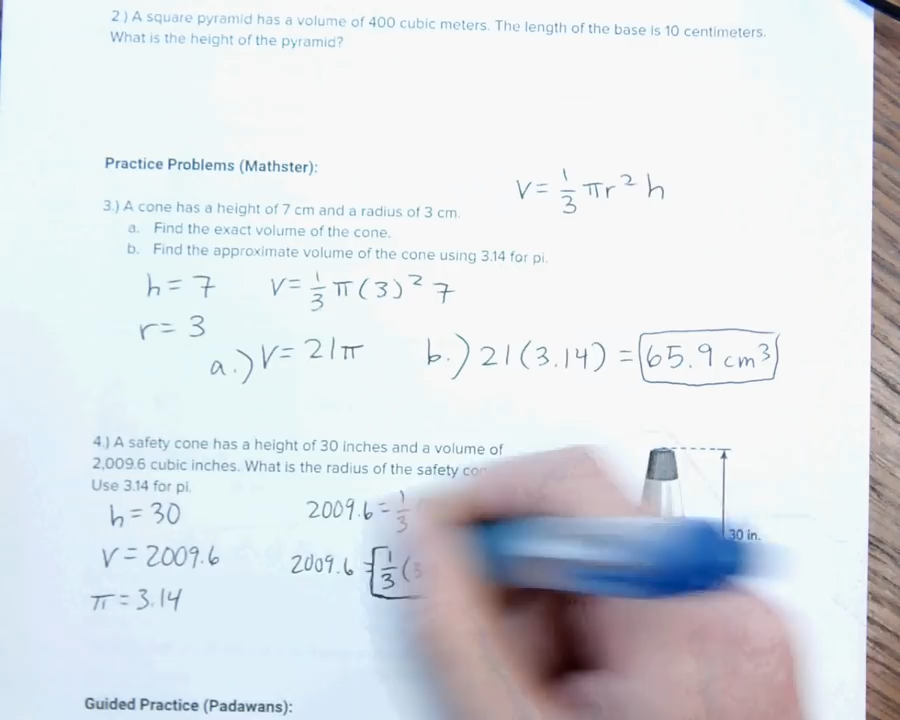 2.) A square pyramid has a volume of 400 cubic meters. The length of the base is 10 centimeters.
What is the height of the pyramid?
Practice Problems (Mathster):
V = 1/3 πr² h
3.) A cone has a height of 7 cm and a radius of 3 cm.
a. Find the exact volume of the cone.
b. Find the approximate volume of the cone using 3.14 for pi.
h = 7 V = 1/3 π (3)² 7
r = 3
a.) V = 21π b.) 21 (3.14) = 65.9 cm³
4.) A safety cone has a height of 30 inches and a volume of
2,009.6 cubic inches. What is the radius of the safety
Use 3.14 for pi.
h = 30 2009.6 = 1/3
30 in.
V = 2009.6 2009.6 = 1/3 (
π = 3.14
Guided Practice (Padawans):